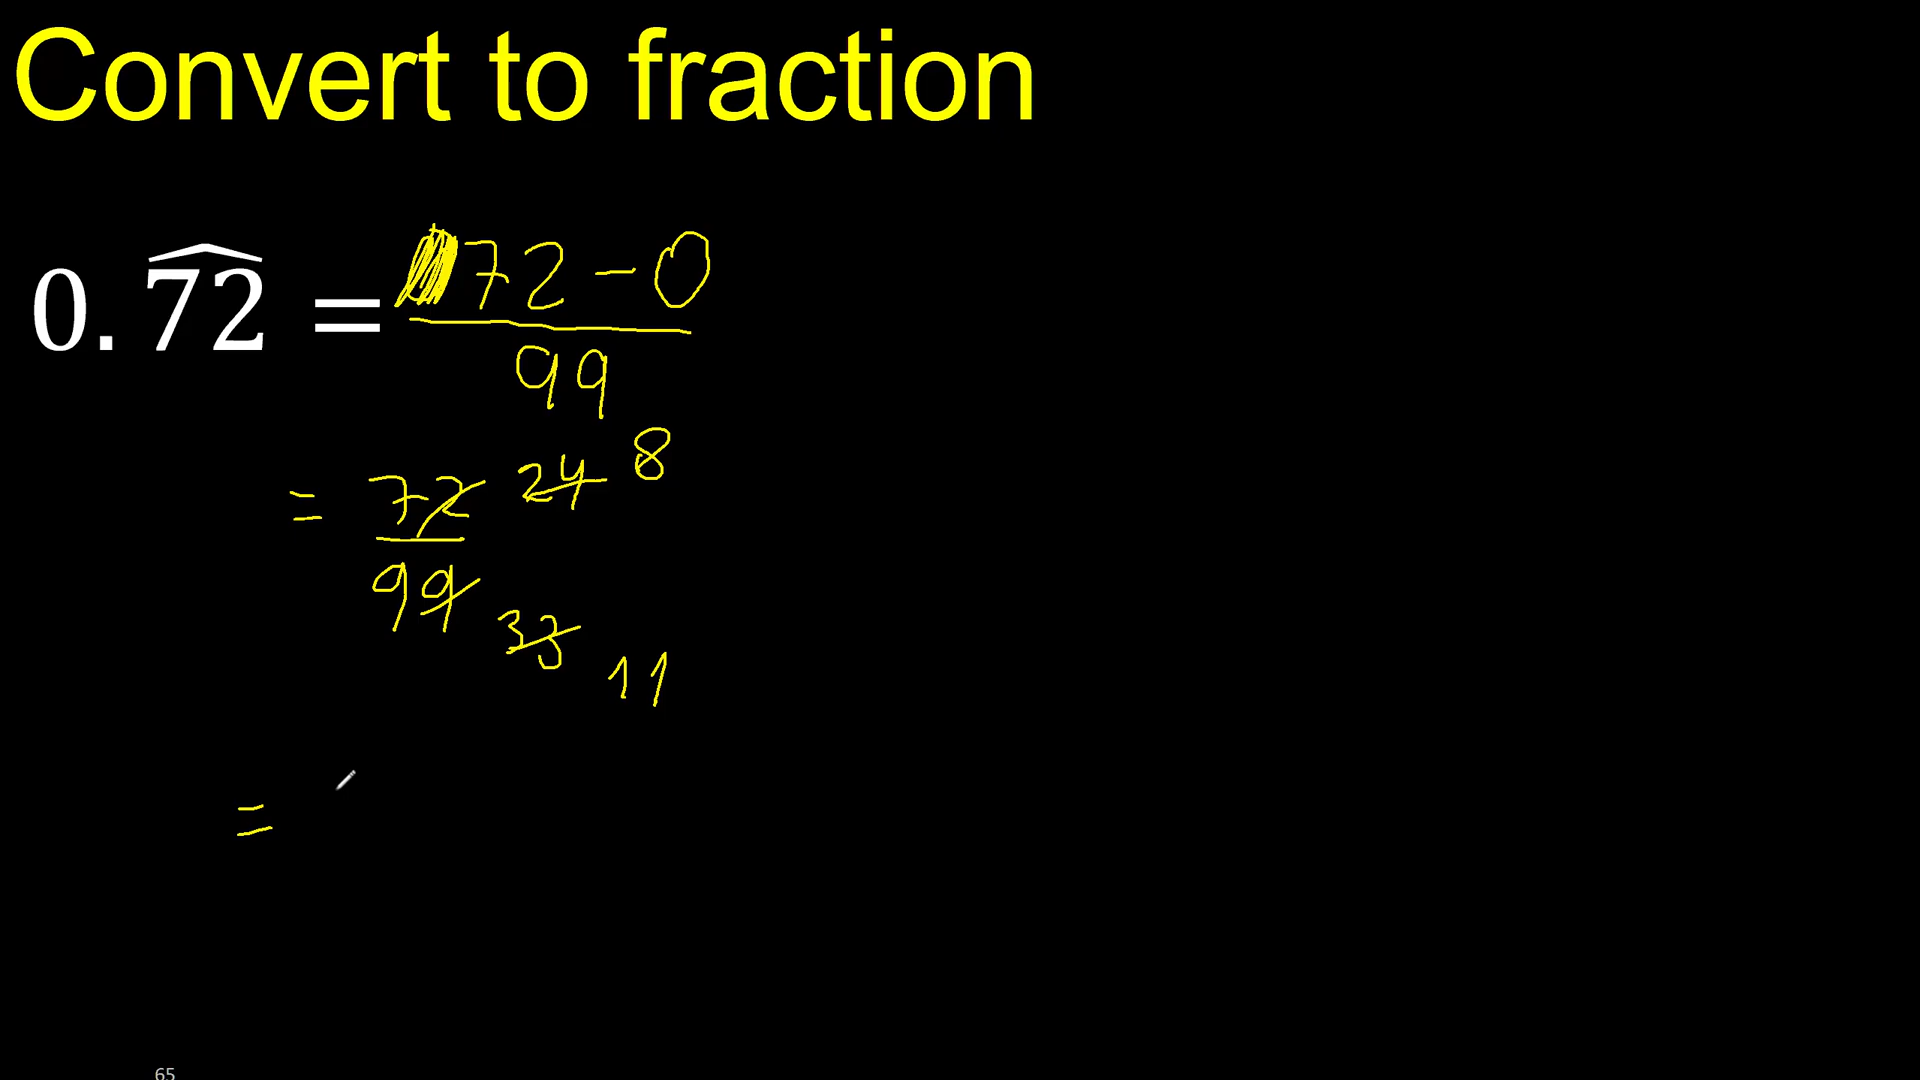 Convert to fraction
0.72 = 72-0
99
= 72 24 8
99 33 11
=
65